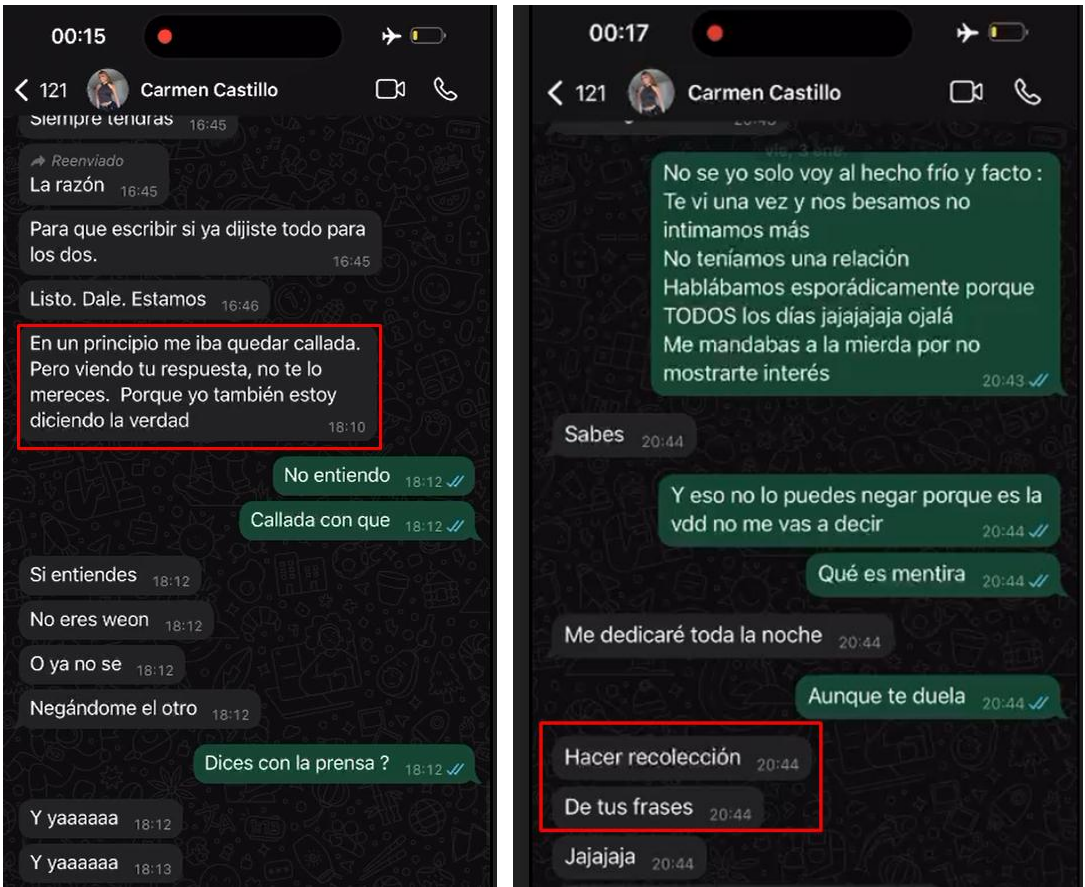 00:15
121
Carmen Castillo
Siempre tendrás 16:45
Reenviado
La razón 16:45
Para que escribir si ya dijiste todo para
los dos. 16:45
Listo. Dale. Estamos 16:46
En un principio me iba quedar callada.
Pero viendo tu respuesta, no te lo
mereces. Porque yo también estoy
diciendo la verdad 18:10
No entiendo 18:12
Callada con que 18:12
Si entiendes 18:12
No eres weon 18:12
O ya no se 18:12
Negándome el otro 18:12
Dices con la prensa ? 18:12
Y yaaaaaa 18:12
Y yaaaaaa 18:13
00:17
121
Carmen Castillo
vie, 3 ene
No se yo solo voy al hecho frío y facto :
Te vi una vez y nos besamos no
intimamos más
No teníamos una relación
Hablábamos esporádicamente porque
TODOS los días jajajajaja ojalá
Me mandabas a la mierda por no
mostrarte interés 20:43
Sabes 20:44
Y eso no lo puedes negar porque es la
vdd no me vas a decir 20:44
Qué es mentira 20:44
Me dedicaré toda la noche 20:44
Aunque te duela 20:44
Hacer recolección 20:44
De tus frases 20:44
Jajajaja 20:44